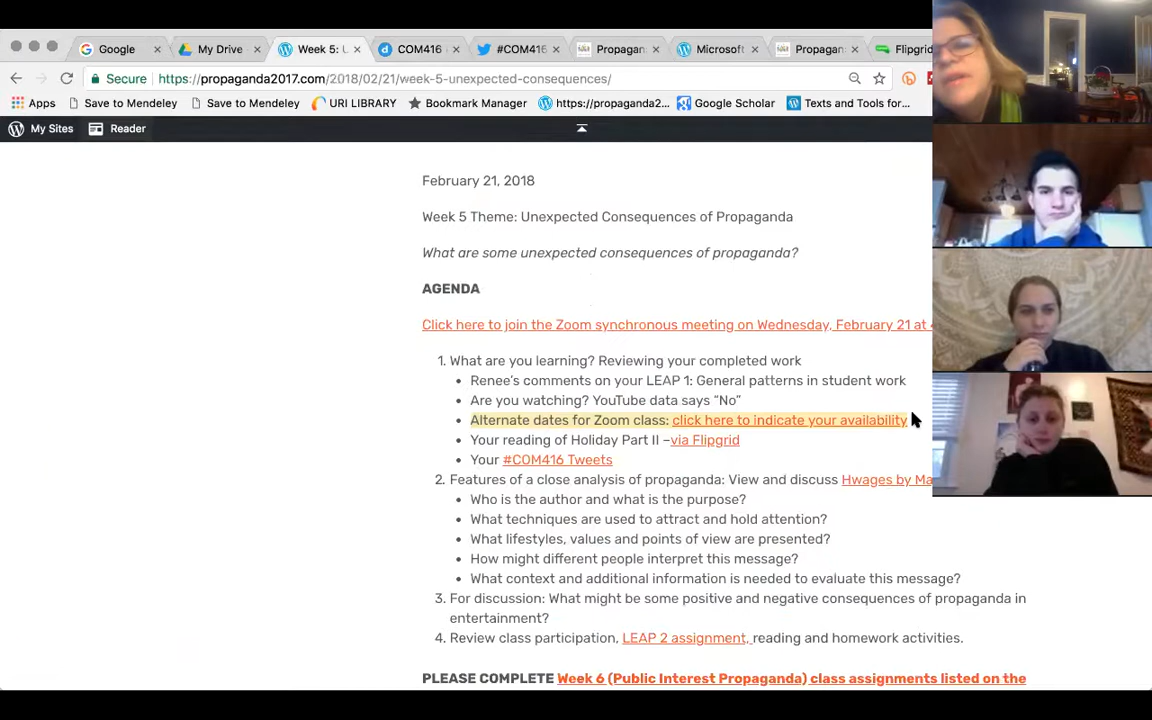 Google
My Drive
Week 5: U
COM416
#COM416
Propagan
Microsoft
Propagan
Flipgrid
Secure https://propaganda2017.com/2018/02/21/week-5-unexpected-consequences/
Apps Save to Mendeley Save to Mendeley URI LIBRARY Bookmark Manager https://propaganda2... Google Scholar Texts and Tools for...
My Sites Reader
February 21, 2018
Week 5 Theme: Unexpected Consequences of Propaganda
What are some unexpected consequences of propaganda?
AGENDA
Click here to join the Zoom synchronous meeting on Wednesday, February 21 at
1. What are you learning? Reviewing your completed work
• Renee's comments on your LEAP 1: General patterns in student work
• Are you watching? YouTube data says "No"
• Alternate dates for Zoom class: click here to indicate your availability
• Your reading of Holiday Part II –via Flipgrid
• Your #COM416 Tweets
2. Features of a close analysis of propaganda: View and discuss Hwages by Ma
• Who is the author and what is the purpose?
• What techniques are used to attract and hold attention?
• What lifestyles, values and points of view are presented?
• How might different people interpret this message?
• What context and additional information is needed to evaluate this message?
3. For discussion: What might be some positive and negative consequences of propaganda in
entertainment?
4. Review class participation, LEAP 2 assignment, reading and homework activities.
PLEASE COMPLETE Week 6 (Public Interest Propaganda) class assignments listed on the